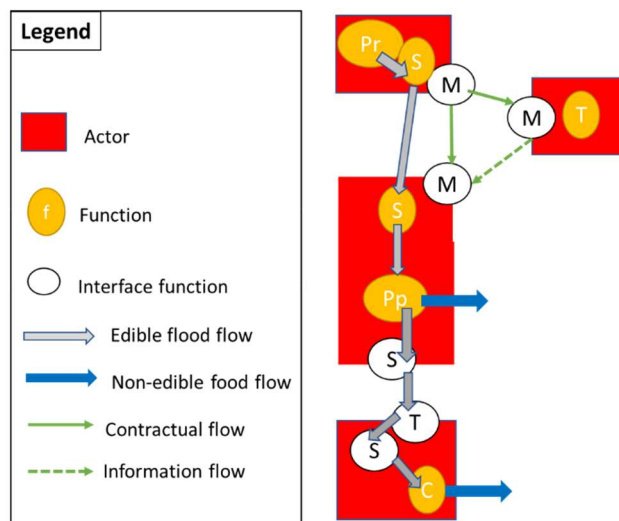 Legend
Actor
f
Function
Interface function
Edible flood flow
Non-edible food flow
Contractual flow
Information flow
Pr
S
M
M
T
M
S
Pp
S
T
S
C